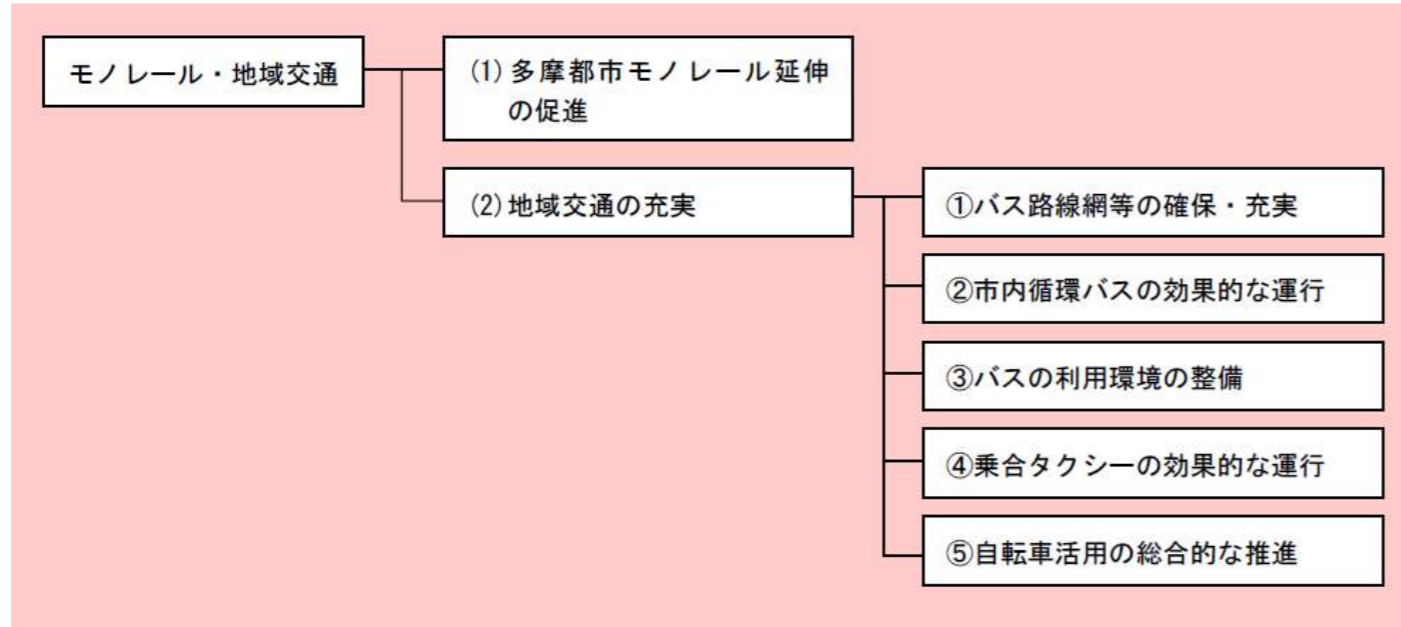 モノレール・地域交通
(1)多摩都市モノレール延伸
の促進
(2)地域交通の充実
①バス路線網等の確保・充実
②市内循環バスの効果的な運行
③バスの利用環境の整備
④乗合タクシーの効果的な運行
⑤自転車活用の総合的な推進